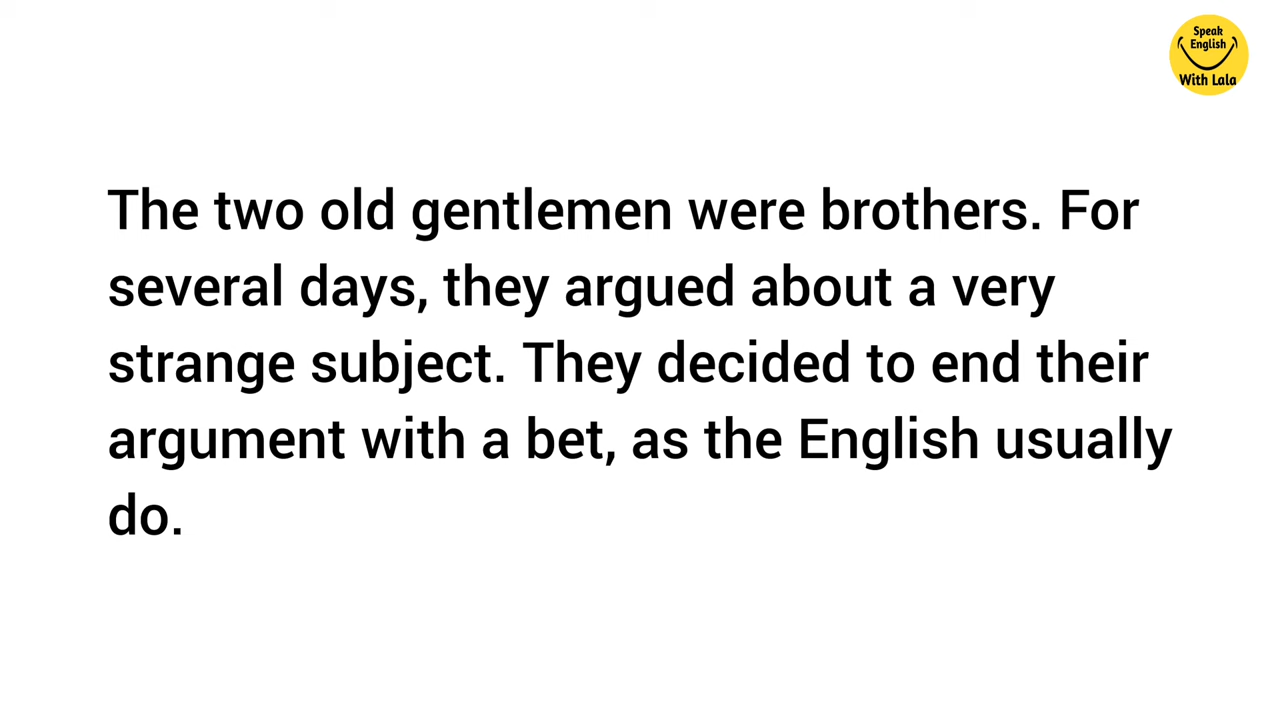 Speak
English
With Lala
The two old gentlemen were brothers. For
several days, they argued about a very
strange subject. They decided to end their
argument with a bet, as the English usually
do.